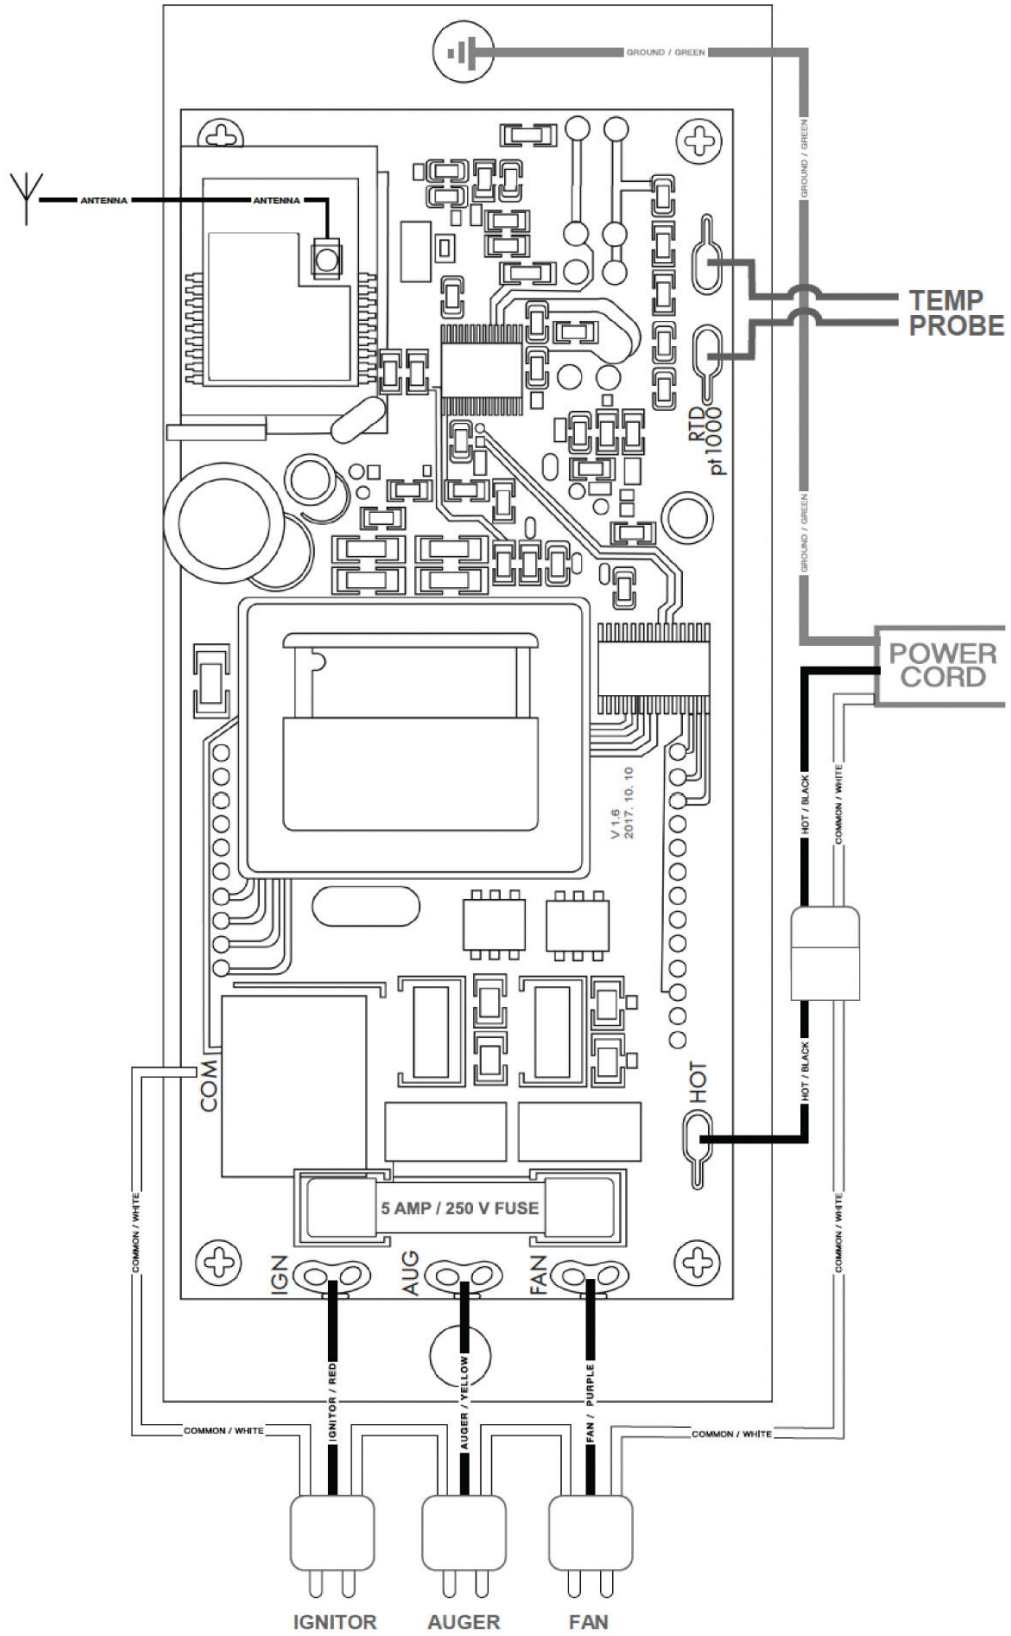 GROUND / GREEN
GROUND / GREEN
ANTENNA
ANTENNA
TEMP
PROBE
RTD
pt1000
GROUND / GREEN
POWER
CORD
V 1.6
2017. 10. 10
HOT / BLACK
COMMON / WHITE
COM
HOT
HOT / BLACK
5 AMP / 250 V FUSE
COMMON / WHITE
COMMON / WHITE
IGN
AUG
FAN
IGNITOR / RED
AUGER / YELLOW
FAN / PURPLE
COMMON / WHITE
COMMON / WHITE
IGNITOR
AUGER
FAN